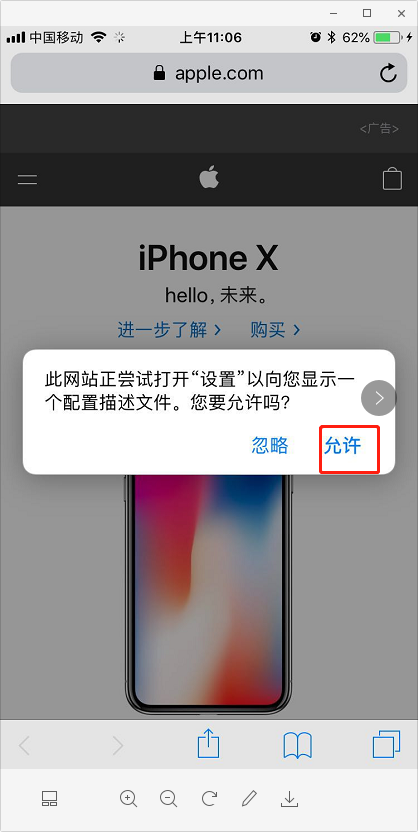 中国移动 上午11:06 62%
apple.com
<广告>
iPhone X
hello，未来。
进一步了解 > 购买 >
此网站正尝试打开“设置”以向您显示一
个配置描述文件。您要允许吗?
忽略 允许